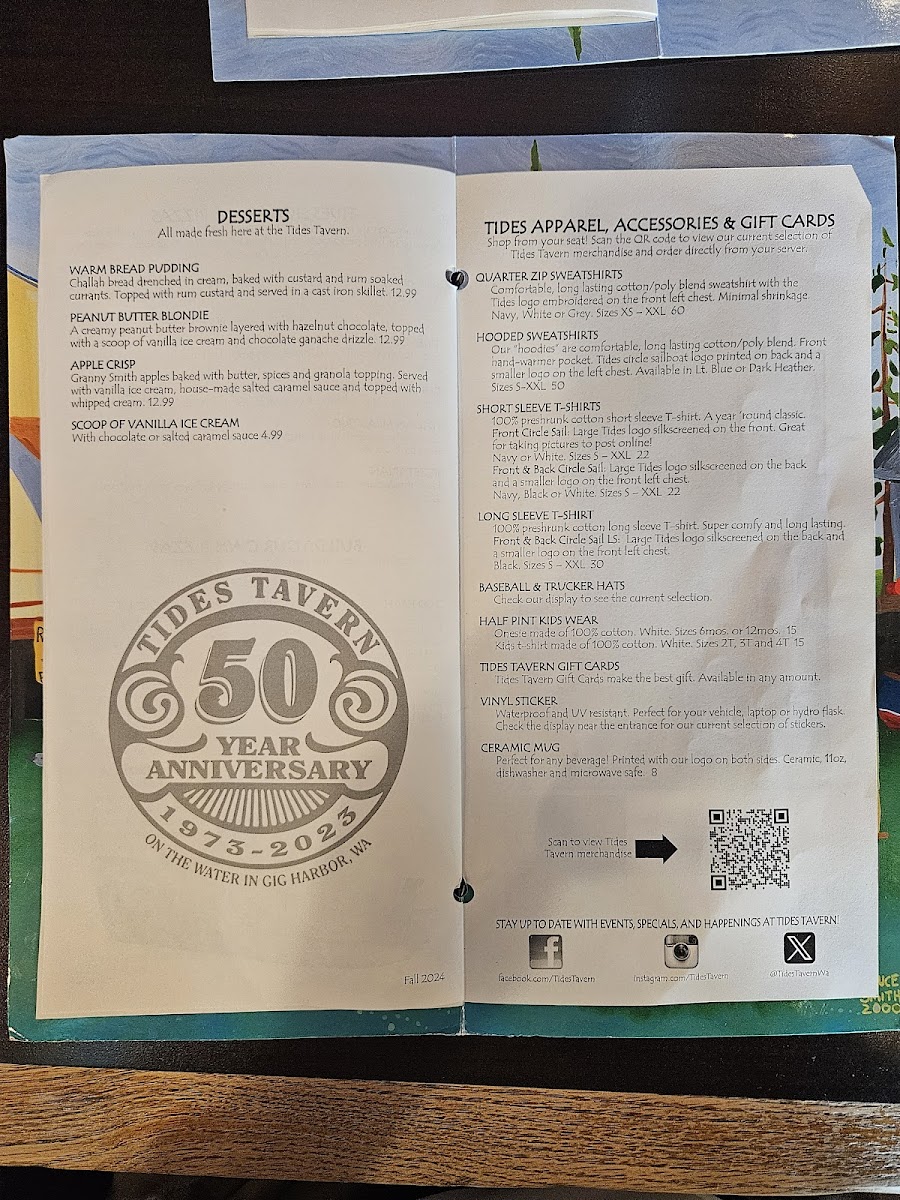 DESSERTS
All made fresh here at the Tides Tavern.
WARM BREAD PUDDING
Challah bread drenched in cream, baked with custard and rum soaked
currants. Topped with rum custard and served in a cast iron skillet. 12.99
PEANUT BUTTER BLONDIE
A creamy peanut butter brownie layered with hazelnut chocolate, topped
with a scoop of vanilla ice cream and chocolate ganache drizzle. 12.99
APPLE CRISP
Granny Smith apples baked with butter, spices and granola topping. Served
with vanilla ice cream, house-made salted caramel sauce and topped with
whipped cream. 12.99
SCOOP OF VANILLA ICE CREAM
With chocolate or salted caramel sauce 4.99
TIDES TAVERN
50
YEAR
ANNIVERSARY
1973-2023
ON THE WATER IN GIG HARBOR, WA
Fall 2024
TIDES APPAREL, ACCESSORIES & GIFT CARDS
Shop from your seat! Scan the QR code to view our current selection of
Tides Tavern merchandise and order directly from your server.
QUARTER ZIP SWEATSHIRTS
Comfortable, long lasting cotton/poly blend sweatshirt with the
Tides logo embroidered on the front left chest. Minimal shrinkage.
Navy, White or Grey. Sizes XS – XXL 60
HOODED SWEATSHIRTS
Our "hoodies" are comfortable, long lasting cotton/poly blend. Front
hand-warmer pocket. Tides circle sailboat logo printed on back and a
smaller logo on the left chest. Available in Lt. Blue or Dark Heather.
Sizes S-XXL 50
SHORT SLEEVE T-SHIRTS
100% preshrunk cotton short sleeve T-shirt. A year 'round classic.
Front Circle Sail: Large Tides logo silkscreened on the front. Great
for taking pictures to post online!
Navy or White. Sizes S – XXL 22
Front & Back Circle Sail: Large Tides logo silkscreened on the back
and a smaller logo on the front left chest.
Navy, Black or White. Sizes S – XXL 22
LONG SLEEVE T-SHIRT
100% preshrunk cotton long sleeve T-shirt. Super comfy and long lasting.
Front & Back Circle Sail LS: Large Tides logo silkscreened on the back and
a smaller logo on the front left chest.
Black. Sizes S – XXL 30
BASEBALL & TRUCKER HATS
Check our display to see the current selection.
HALF PINT KIDS WEAR
Onesie made of 100% cotton. White. Sizes 6mos. or 12mos. 15
Kids t-shirt made of 100% cotton. White. Sizes 2T, 3T and 4T 15
TIDES TAVERN GIFT CARDS
Tides Tavern Gift Cards make the best gift. Available in any amount.
VINYL STICKER
Waterproof and UV resistant. Perfect for your vehicle, laptop or hydro flask.
Check the display near the entrance for our current selection of stickers.
CERAMIC MUG
Perfect for any beverage! Printed with our logo on both sides. Ceramic, 11oz,
dishwasher and microwave safe. 8
Scan to view Tides
Tavern merchandise
STAY UP TO DATE WITH EVENTS, SPECIALS, AND HAPPENINGS AT TIDES TAVERN!
facebook.com/TidesTavern
instagram.com/TidesTavern
@TidesTavernWa
SMITH
2000